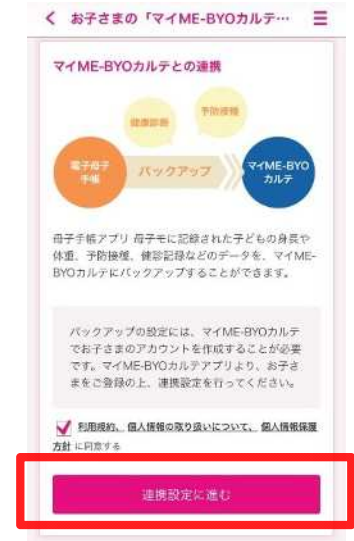 お子さまの「マイME-BYOカルテ…
マイME-BYOカルテとの連携
予防接種
健康診断
電子母子
手帳
バックアップ
マイME-BYO
カルテ
母子手帳アプリ 母子モに記録された子どもの身長や
体重、予防接種、健診記録などのデータを、マイME-
BYOカルテにバックアップすることができます。
バックアップの設定には、マイME-BYOカルテ
でお子さまのアカウントを作成することが必要
です。マイME-BYOカルテアプリより、お子さ
まをご登録の上、連携設定を行ってください。
利用規約、個人情報の取り扱いについて、個人情報保護
方針 に同意する
連携設定に進む